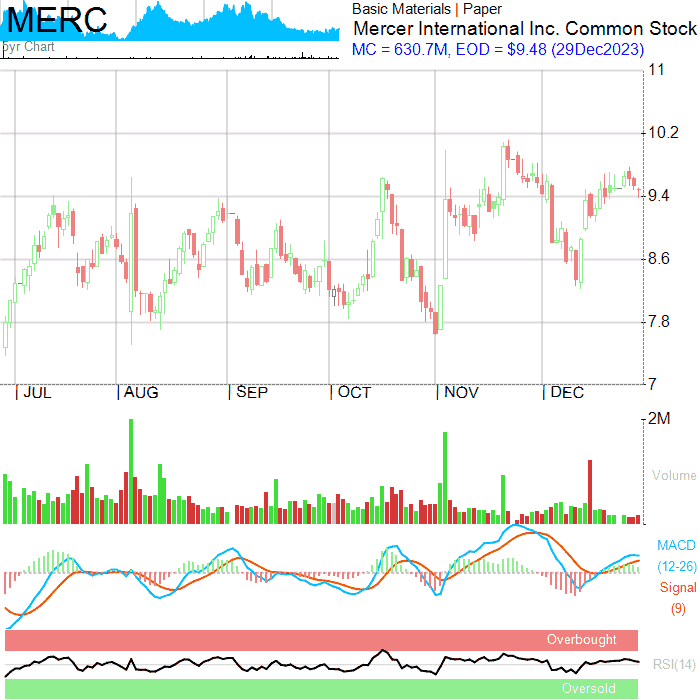 MERC
5yr Chart
Basic Materials | Paper
Mercer International Inc. Common Stock
MC = 630.7M, EOD = $9.48 (29Dec2023)
11
10.2
9.4
8.6
7.8
7
| JUL | AUG | SEP | OCT | NOV | DEC
2M
Volume
MACD
(12-26)
Signal
(9)
Overbought
RSI(14)
Oversold